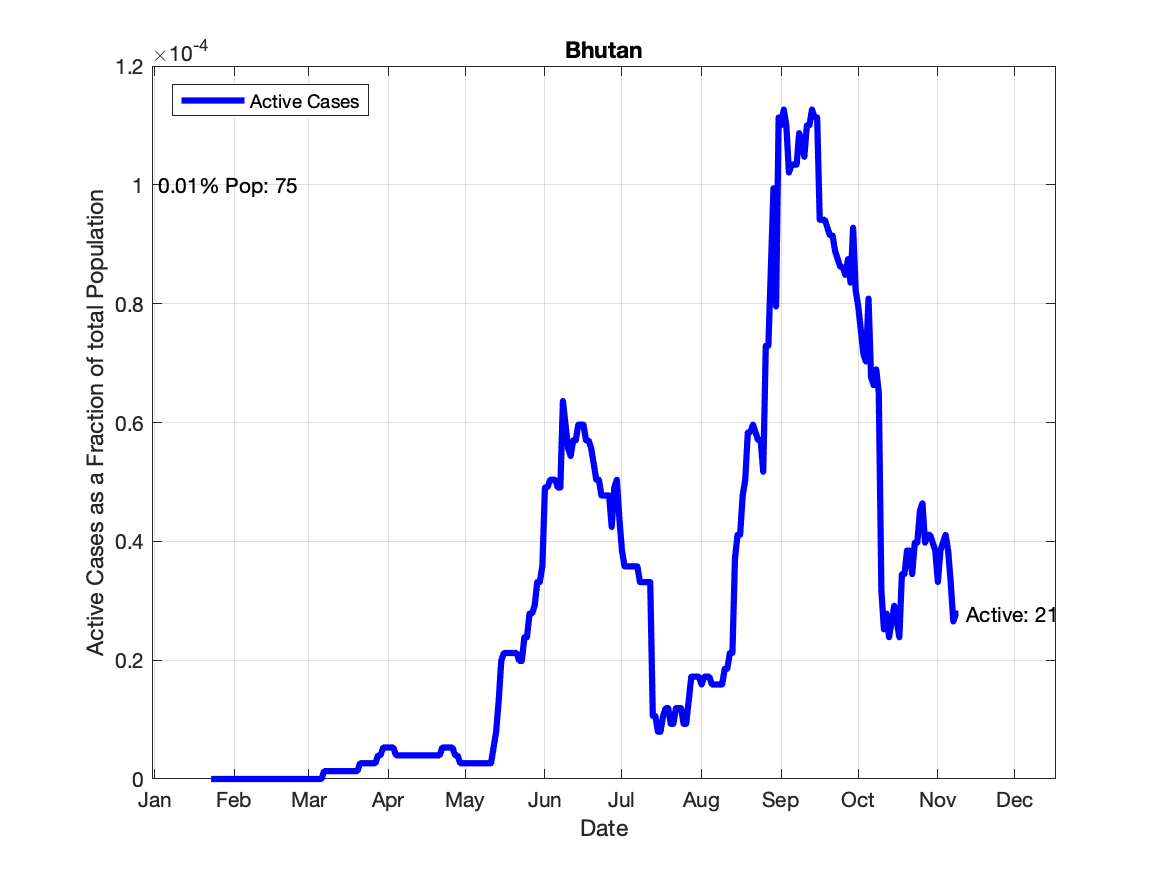 Bhutan
×10⁻⁴
1.2
1
0.8
0.6
0.4
0.2
0
Active Cases
0.01% Pop: 75
Active: 21
Active Cases as a Fraction of total Population
Jan Feb Mar Apr May Jun Jul Aug Sep Oct Nov Dec
Date